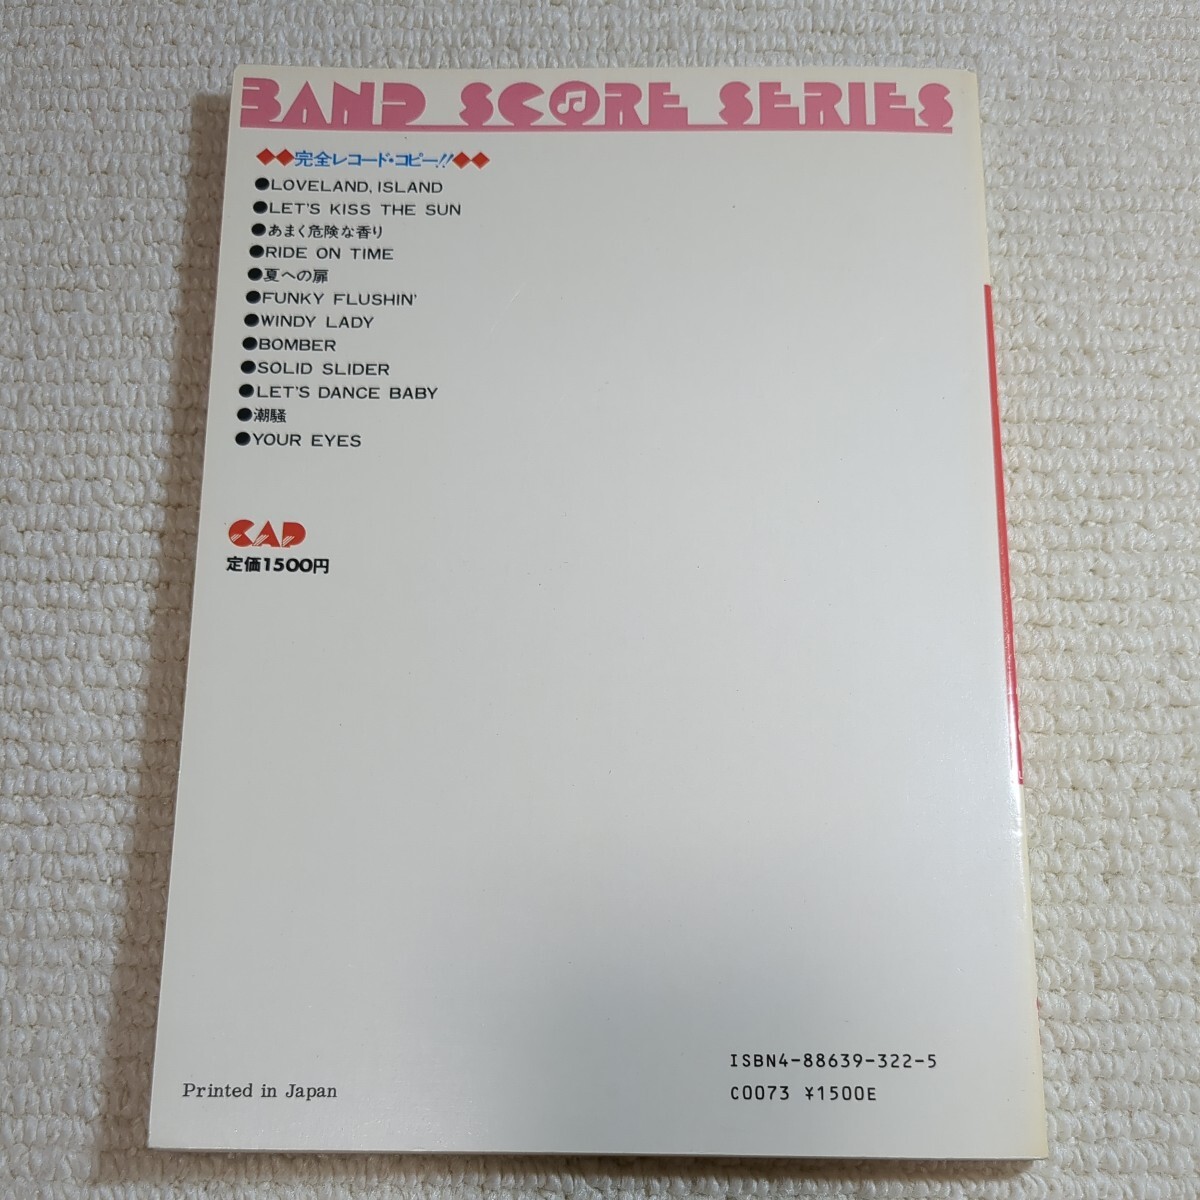 BAND SCORE SERIES
◆◆完全レコード・コピー!!◆◆
●LOVELAND, ISLAND
●LET'S KISS THE SUN
●あまく危険な香り
●RIDE ON TIME
●夏への扉
●FUNKY FLUSHIN'
●WINDY LADY
●BOMBER
●SOLID SLIDER
●LET'S DANCE BABY
●潮騒
●YOUR EYES
CAP
定価1500円
ISBN4-88639-322-5
Printed in Japan
C0073 ¥1500E